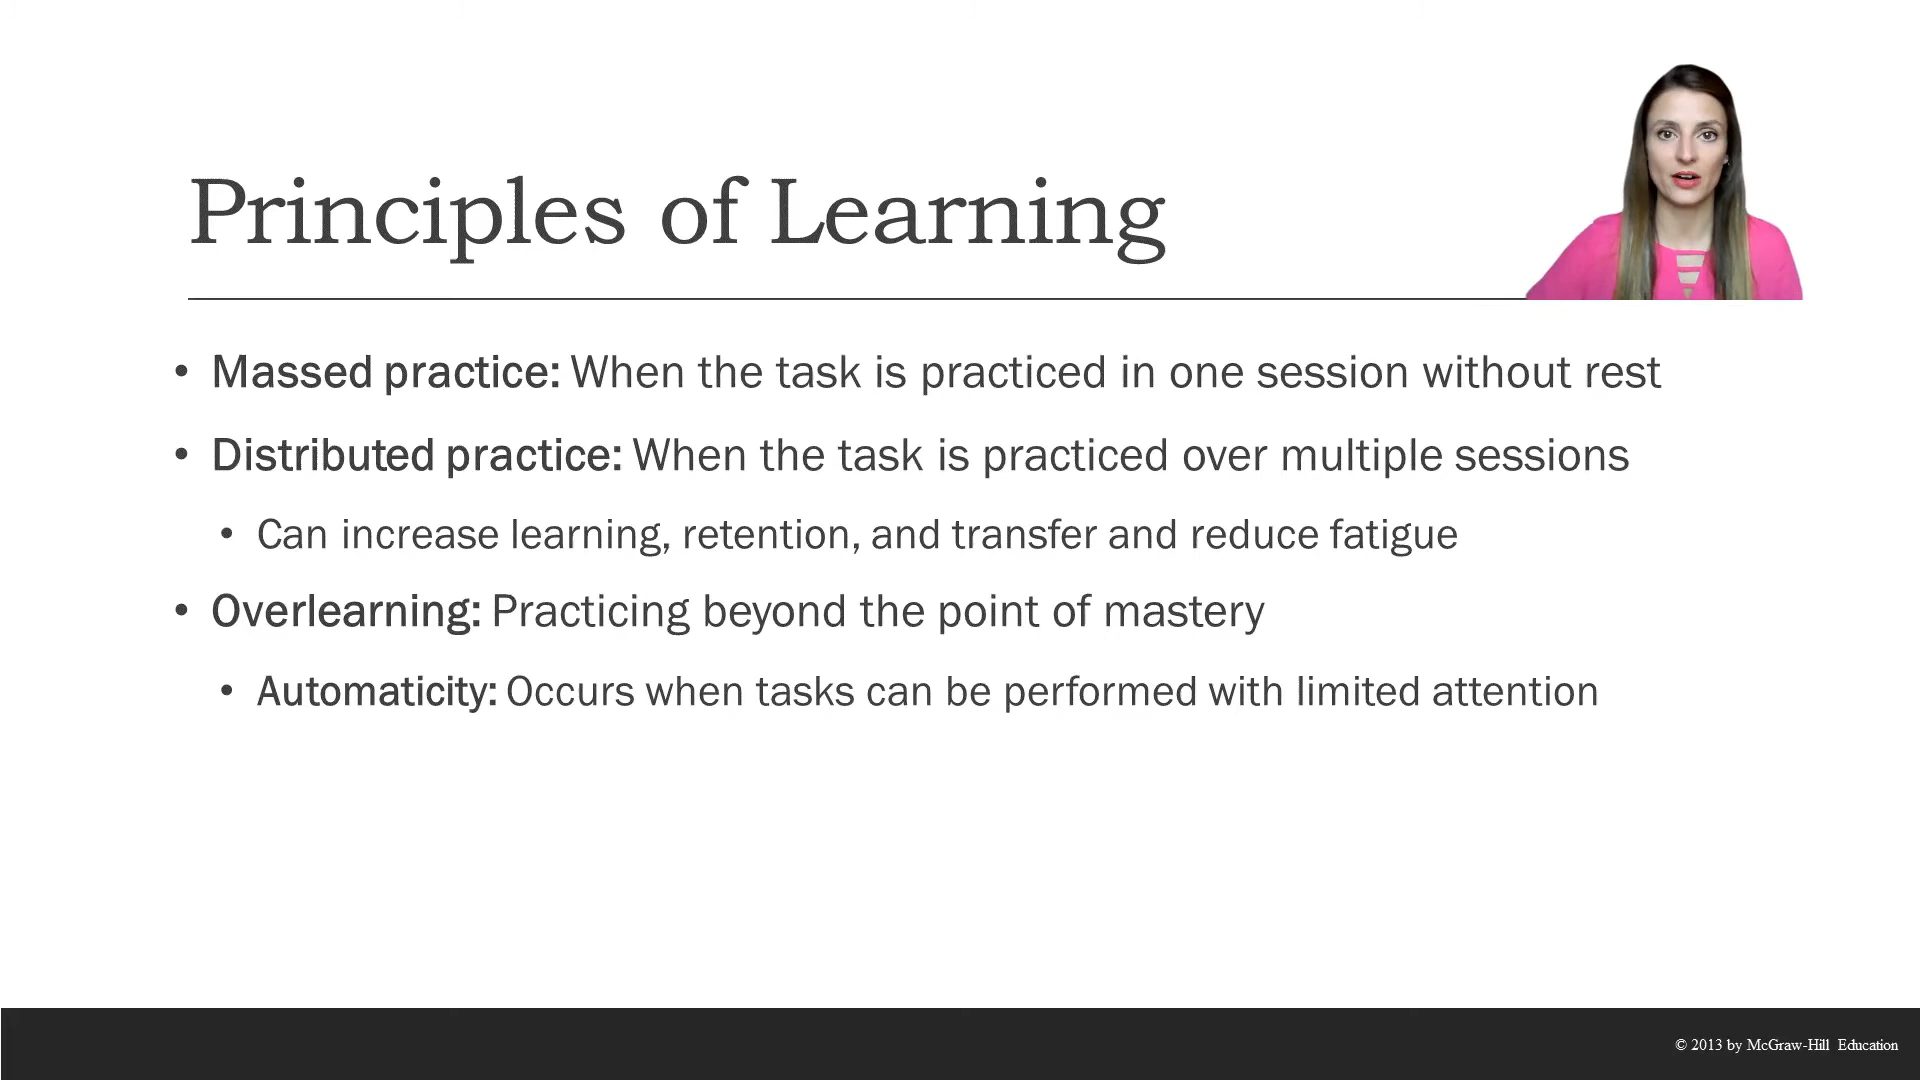 Principles of Learning
• Massed practice: When the task is practiced in one session without rest
• Distributed practice: When the task is practiced over multiple sessions
• Can increase learning, retention, and transfer and reduce fatigue
• Overlearning: Practicing beyond the point of mastery
• Automaticity: Occurs when tasks can be performed with limited attention
© 2013 by McGraw-Hill Education